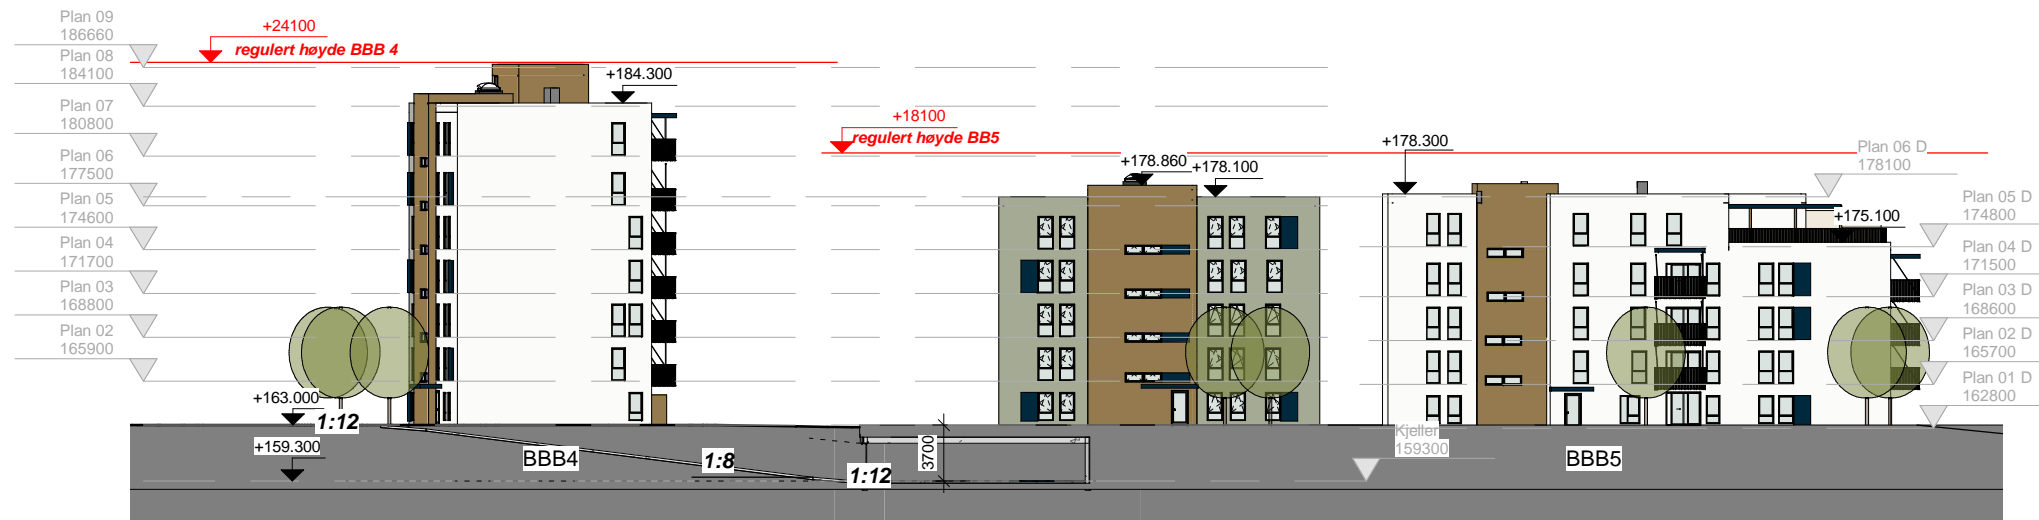 Plan 09
186660
Plan 08
184100
Plan 07
180800
Plan 06
177500
Plan 05
174600
Plan 04
171700
Plan 03
168800
Plan 02
165900
+24100
regulert høyde BBB 4
+184.300
+18100
regulert høyde BB5
+178.860
+178.100
+178.300
+175.100
Plan 06 D
178100
Plan 05 D
174800
Plan 04 D
171500
Plan 03 D
168600
Plan 02 D
165700
Plan 01 D
162800
+163.000
1:12
+159.300
BBB4
1:8
1:12
3700
Kjeller
159300
BBB5